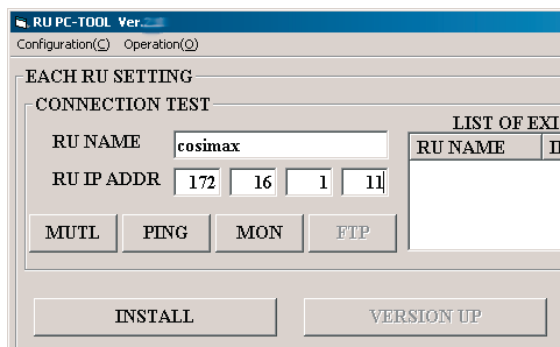 RU PC-TOOL Ver.
Configuration(C) Operation(O)
EACH RU SETTING
CONNECTION TEST
LIST OF EXI
RU NAME cosimax
RU NAME
RU IP ADDR 172 16 1 11
MUTL PING MON FTP
INSTALL VERSION UP